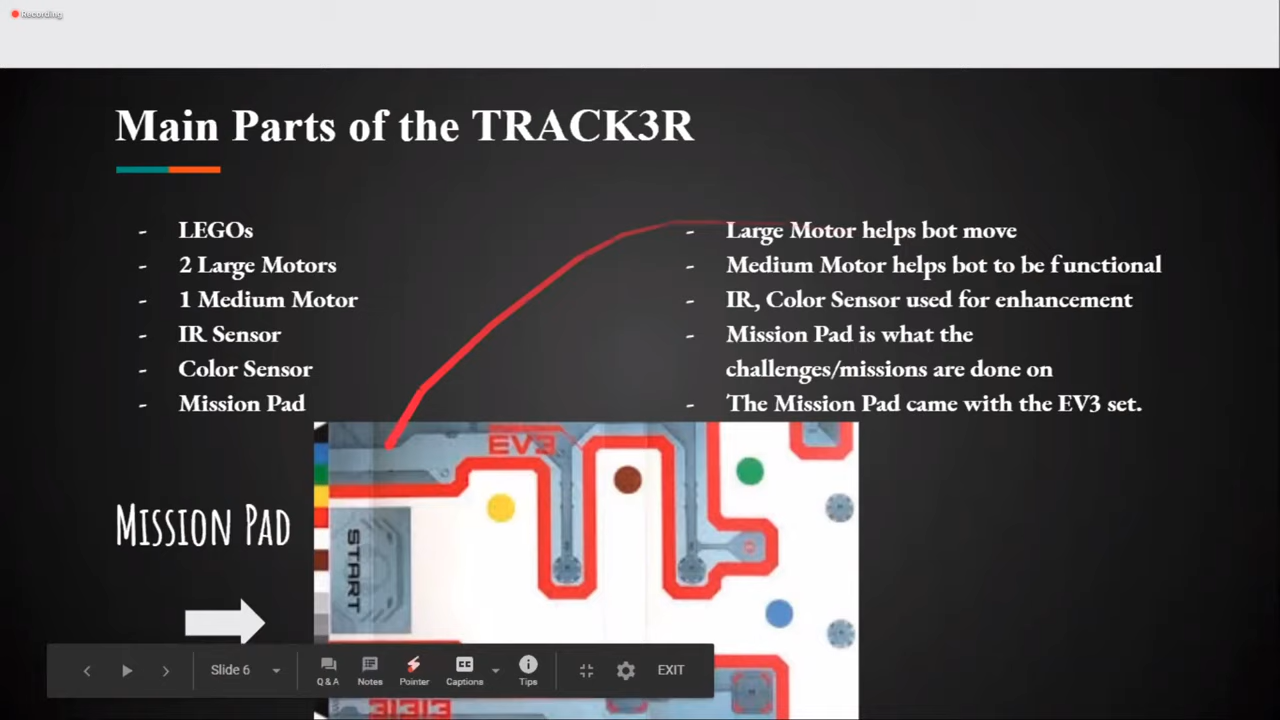 Recording
Main Parts of the TRACK3R
- LEGOs
- 2 Large Motors
- 1 Medium Motor
- IR Sensor
- Color Sensor
- Mission Pad
- Large Motor helps bot move
- Medium Motor helps bot to be functional
- IR, Color Sensor used for enhancement
- Mission Pad is what the
challenges/missions are done on
- The Mission Pad came with the EV3 set.
EV3
START
Mission Pad
Slide 6
Q & A
Notes
Pointer
CC
Captions
Tips
EXIT